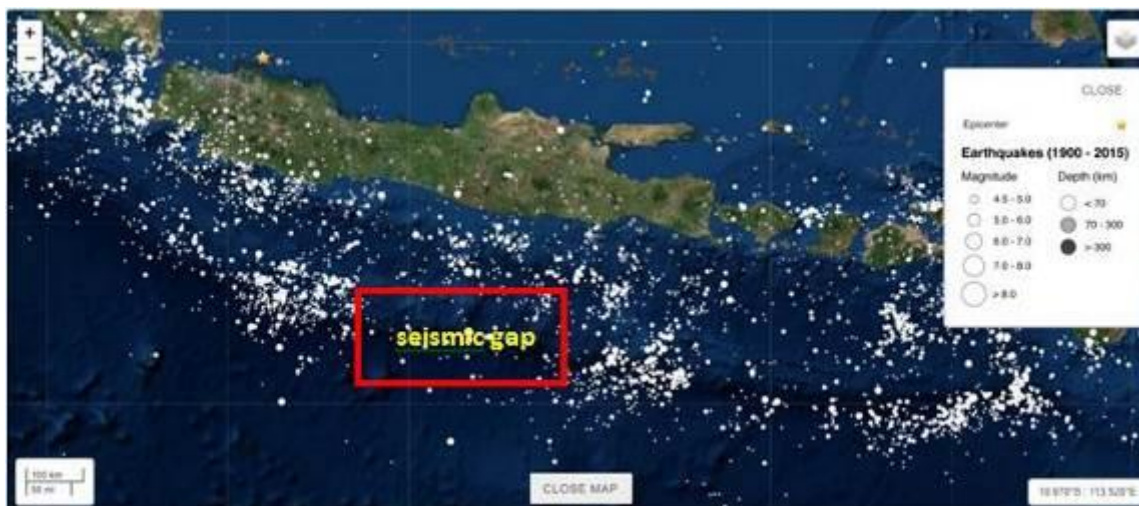 +
−
CLOSE
Epicenter
Earthquakes (1900 - 2015)
Magnitude Depth (km)
4.5 - 5.0 < 70
5.0 - 6.0 70 - 300
6.0 - 7.0 > 300
7.0 - 8.0
> 8.0
sejsmic gap
100 km
50 mi
CLOSE MAP